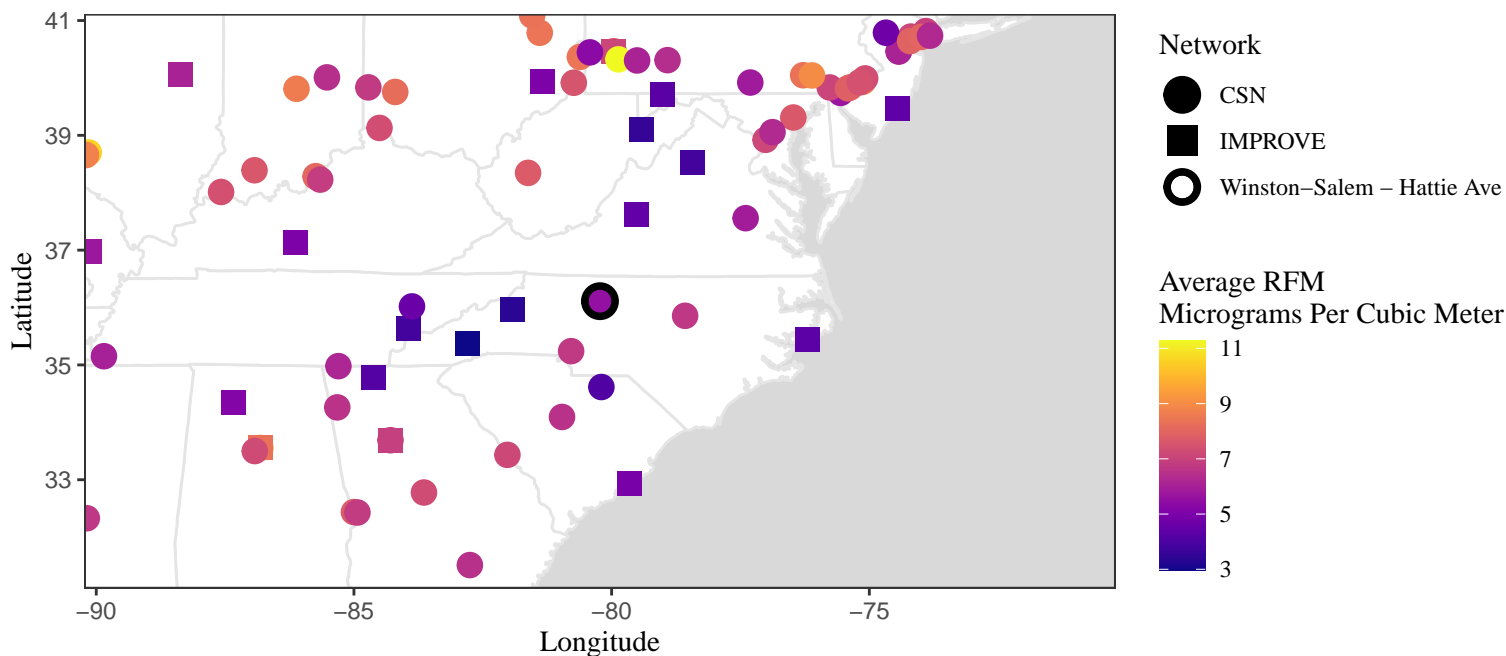 41
39
37
35
33
Latitude
−90
−85
−80
−75
Longitude
Network
CSN
IMPROVE
Winston−Salem − Hattie Ave
Average RFM
Micrograms Per Cubic Meter
11
9
7
5
3